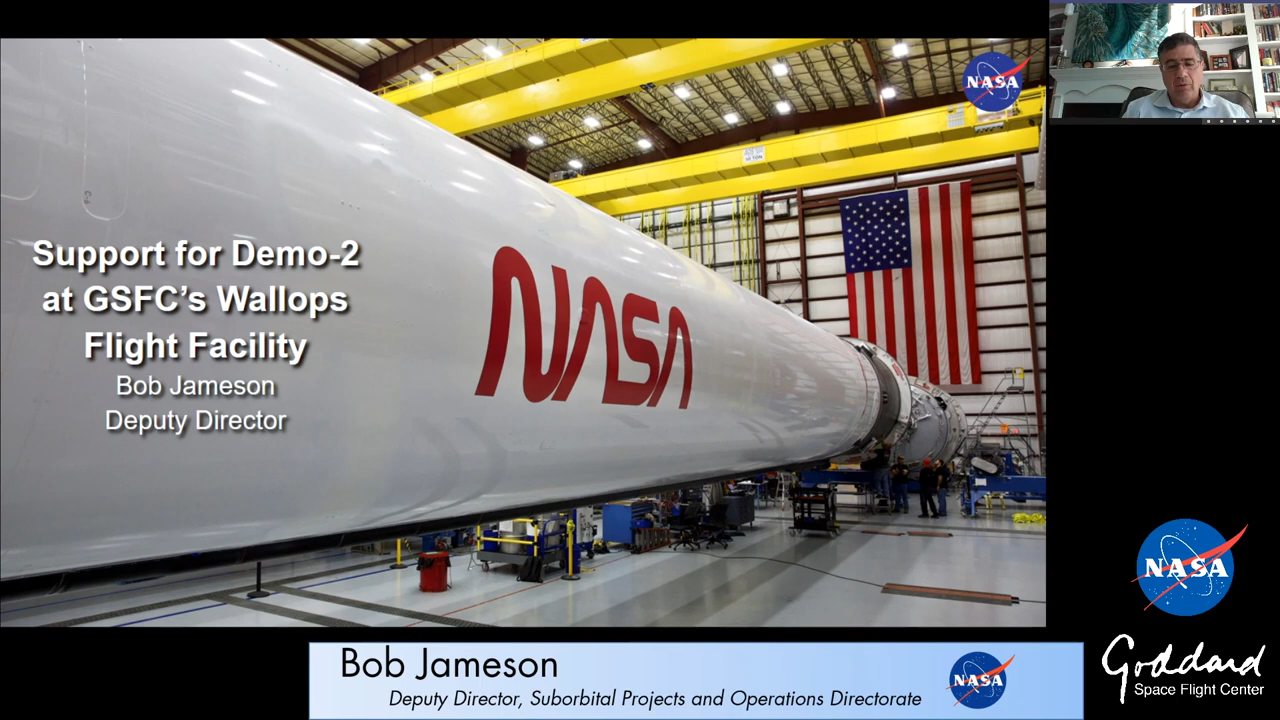 NASA
Support for Demo-2
at GSFC's Wallops
Flight Facility
Bob Jameson
Deputy Director
NASA
NASA
Goddard
Space Flight Center
Bob Jameson
Deputy Director, Suborbital Projects and Operations Directorate
NASA